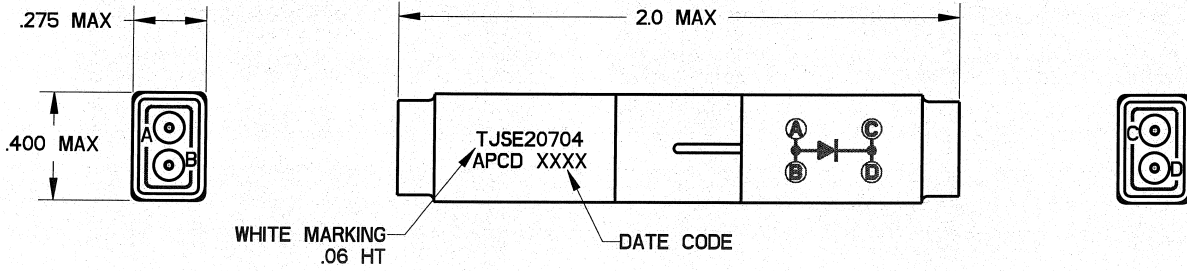 .275 MAX
2.0 MAX
.400 MAX
A
B
TJSE20704
APCD XXXX
A
C
B
D
C
D
WHITE MARKING
.06 HT
DATE CODE